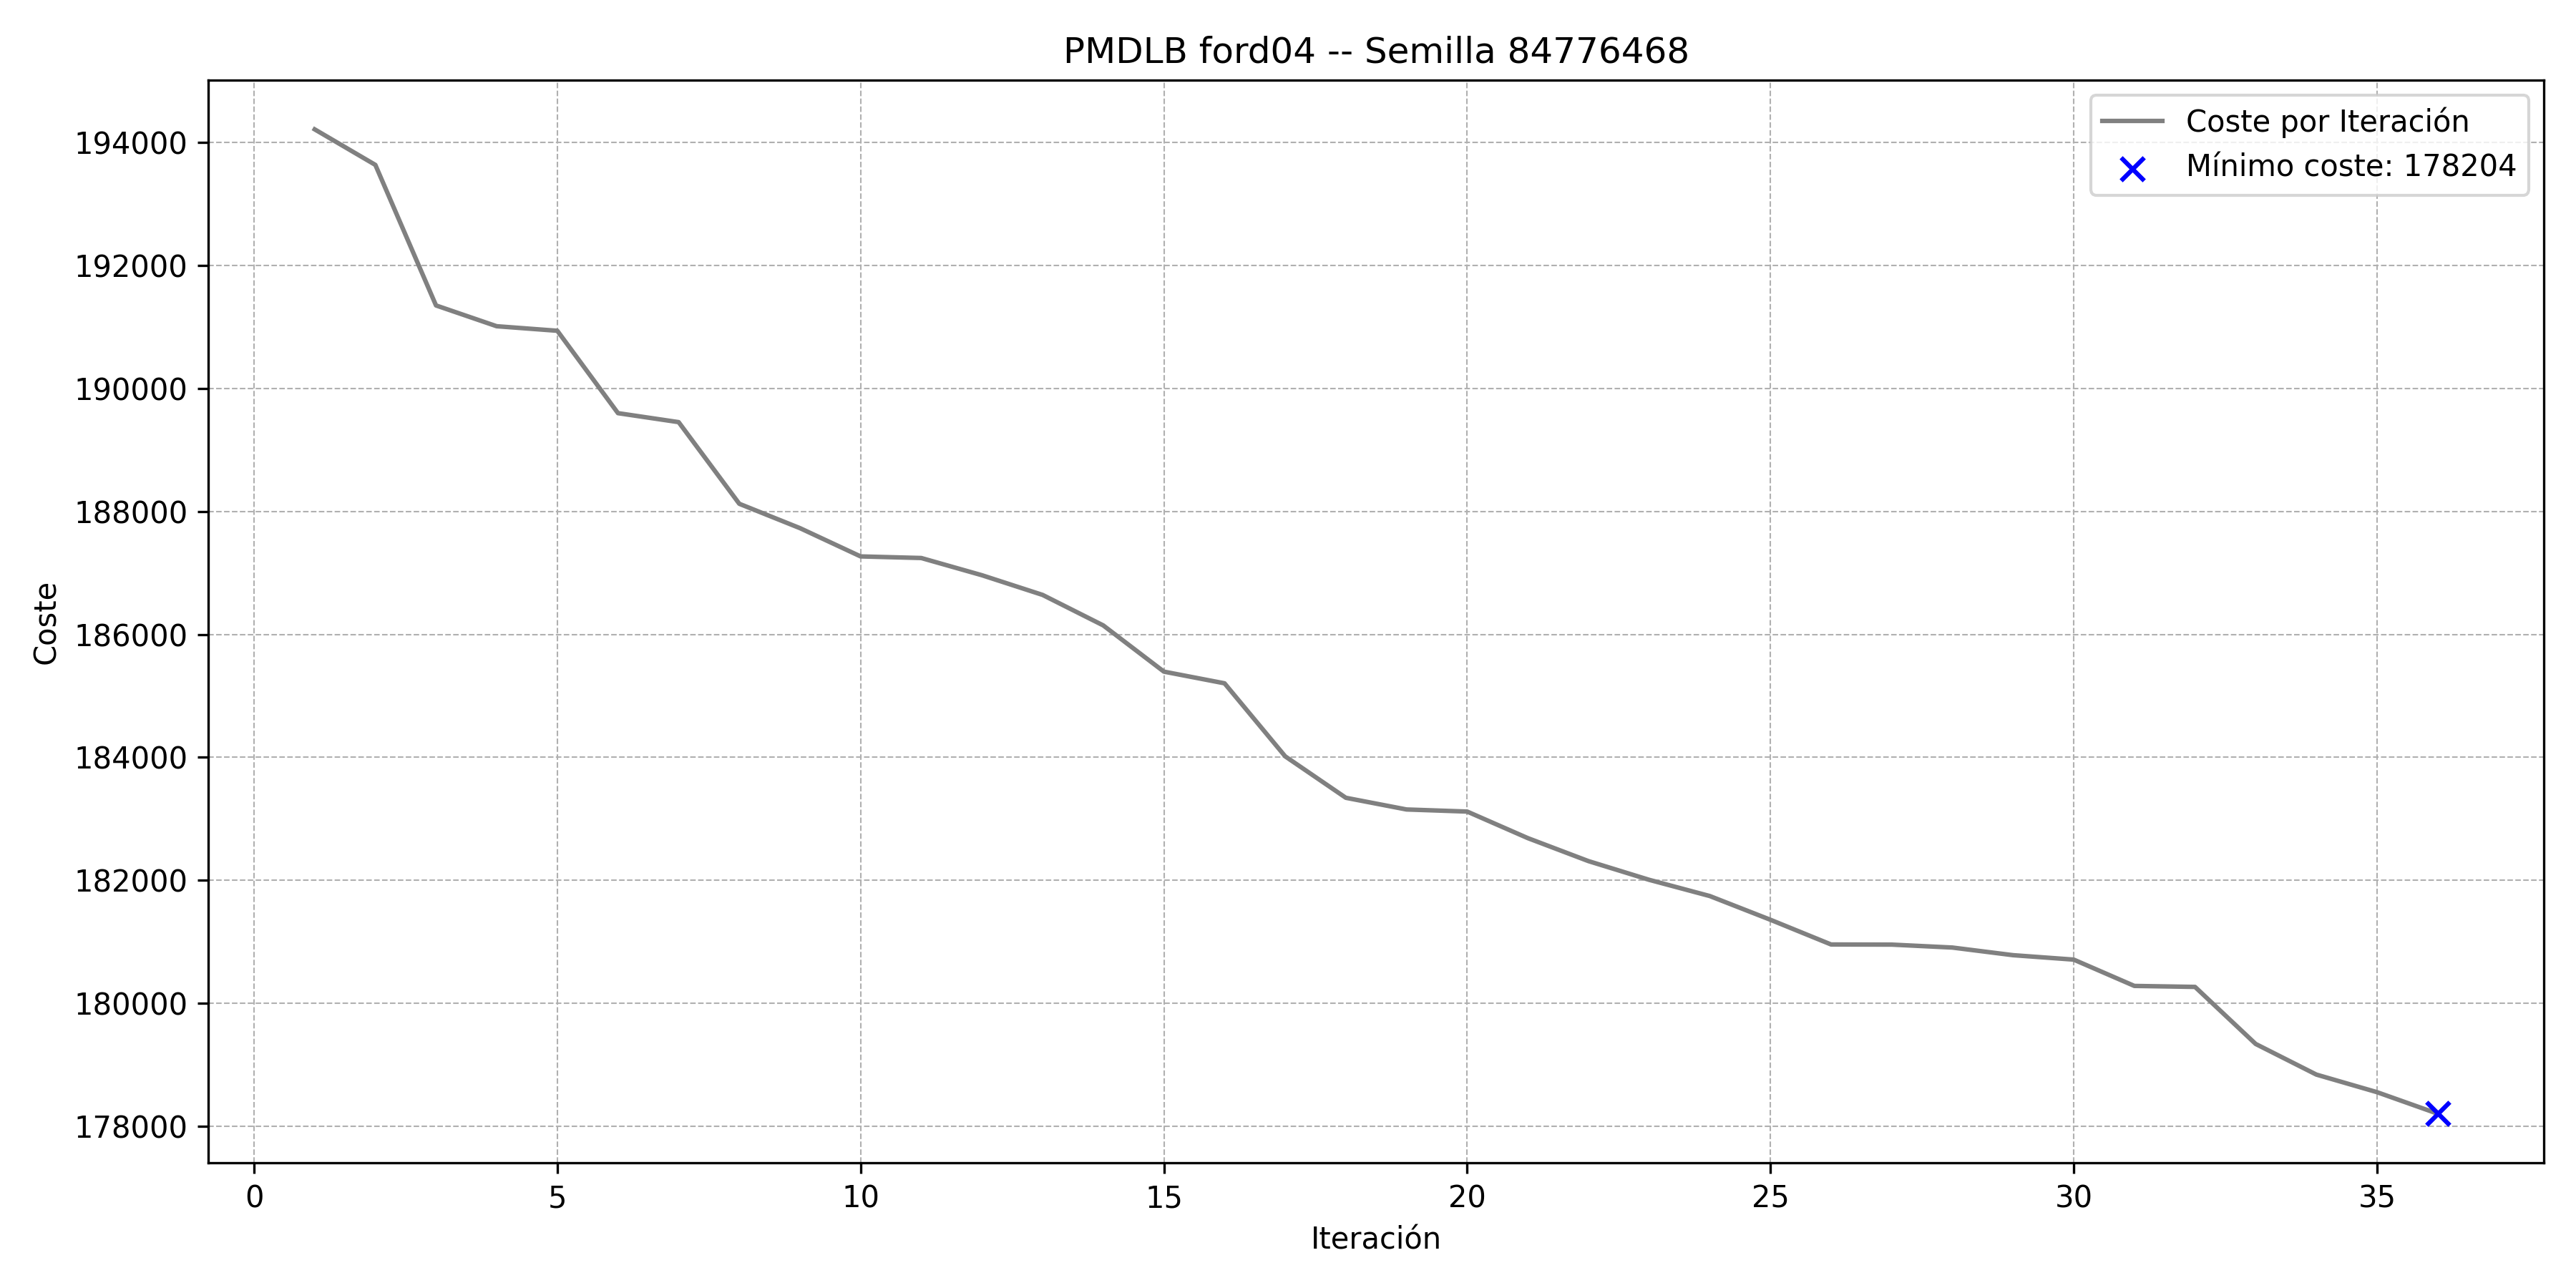 PMDLB ford04 -- Semilla 84776468
Coste por Iteración
Mínimo coste: 178204
194000
192000
190000
188000
186000
184000
182000
180000
178000
Coste
0 5 10 15 20 25 30 35
Iteración